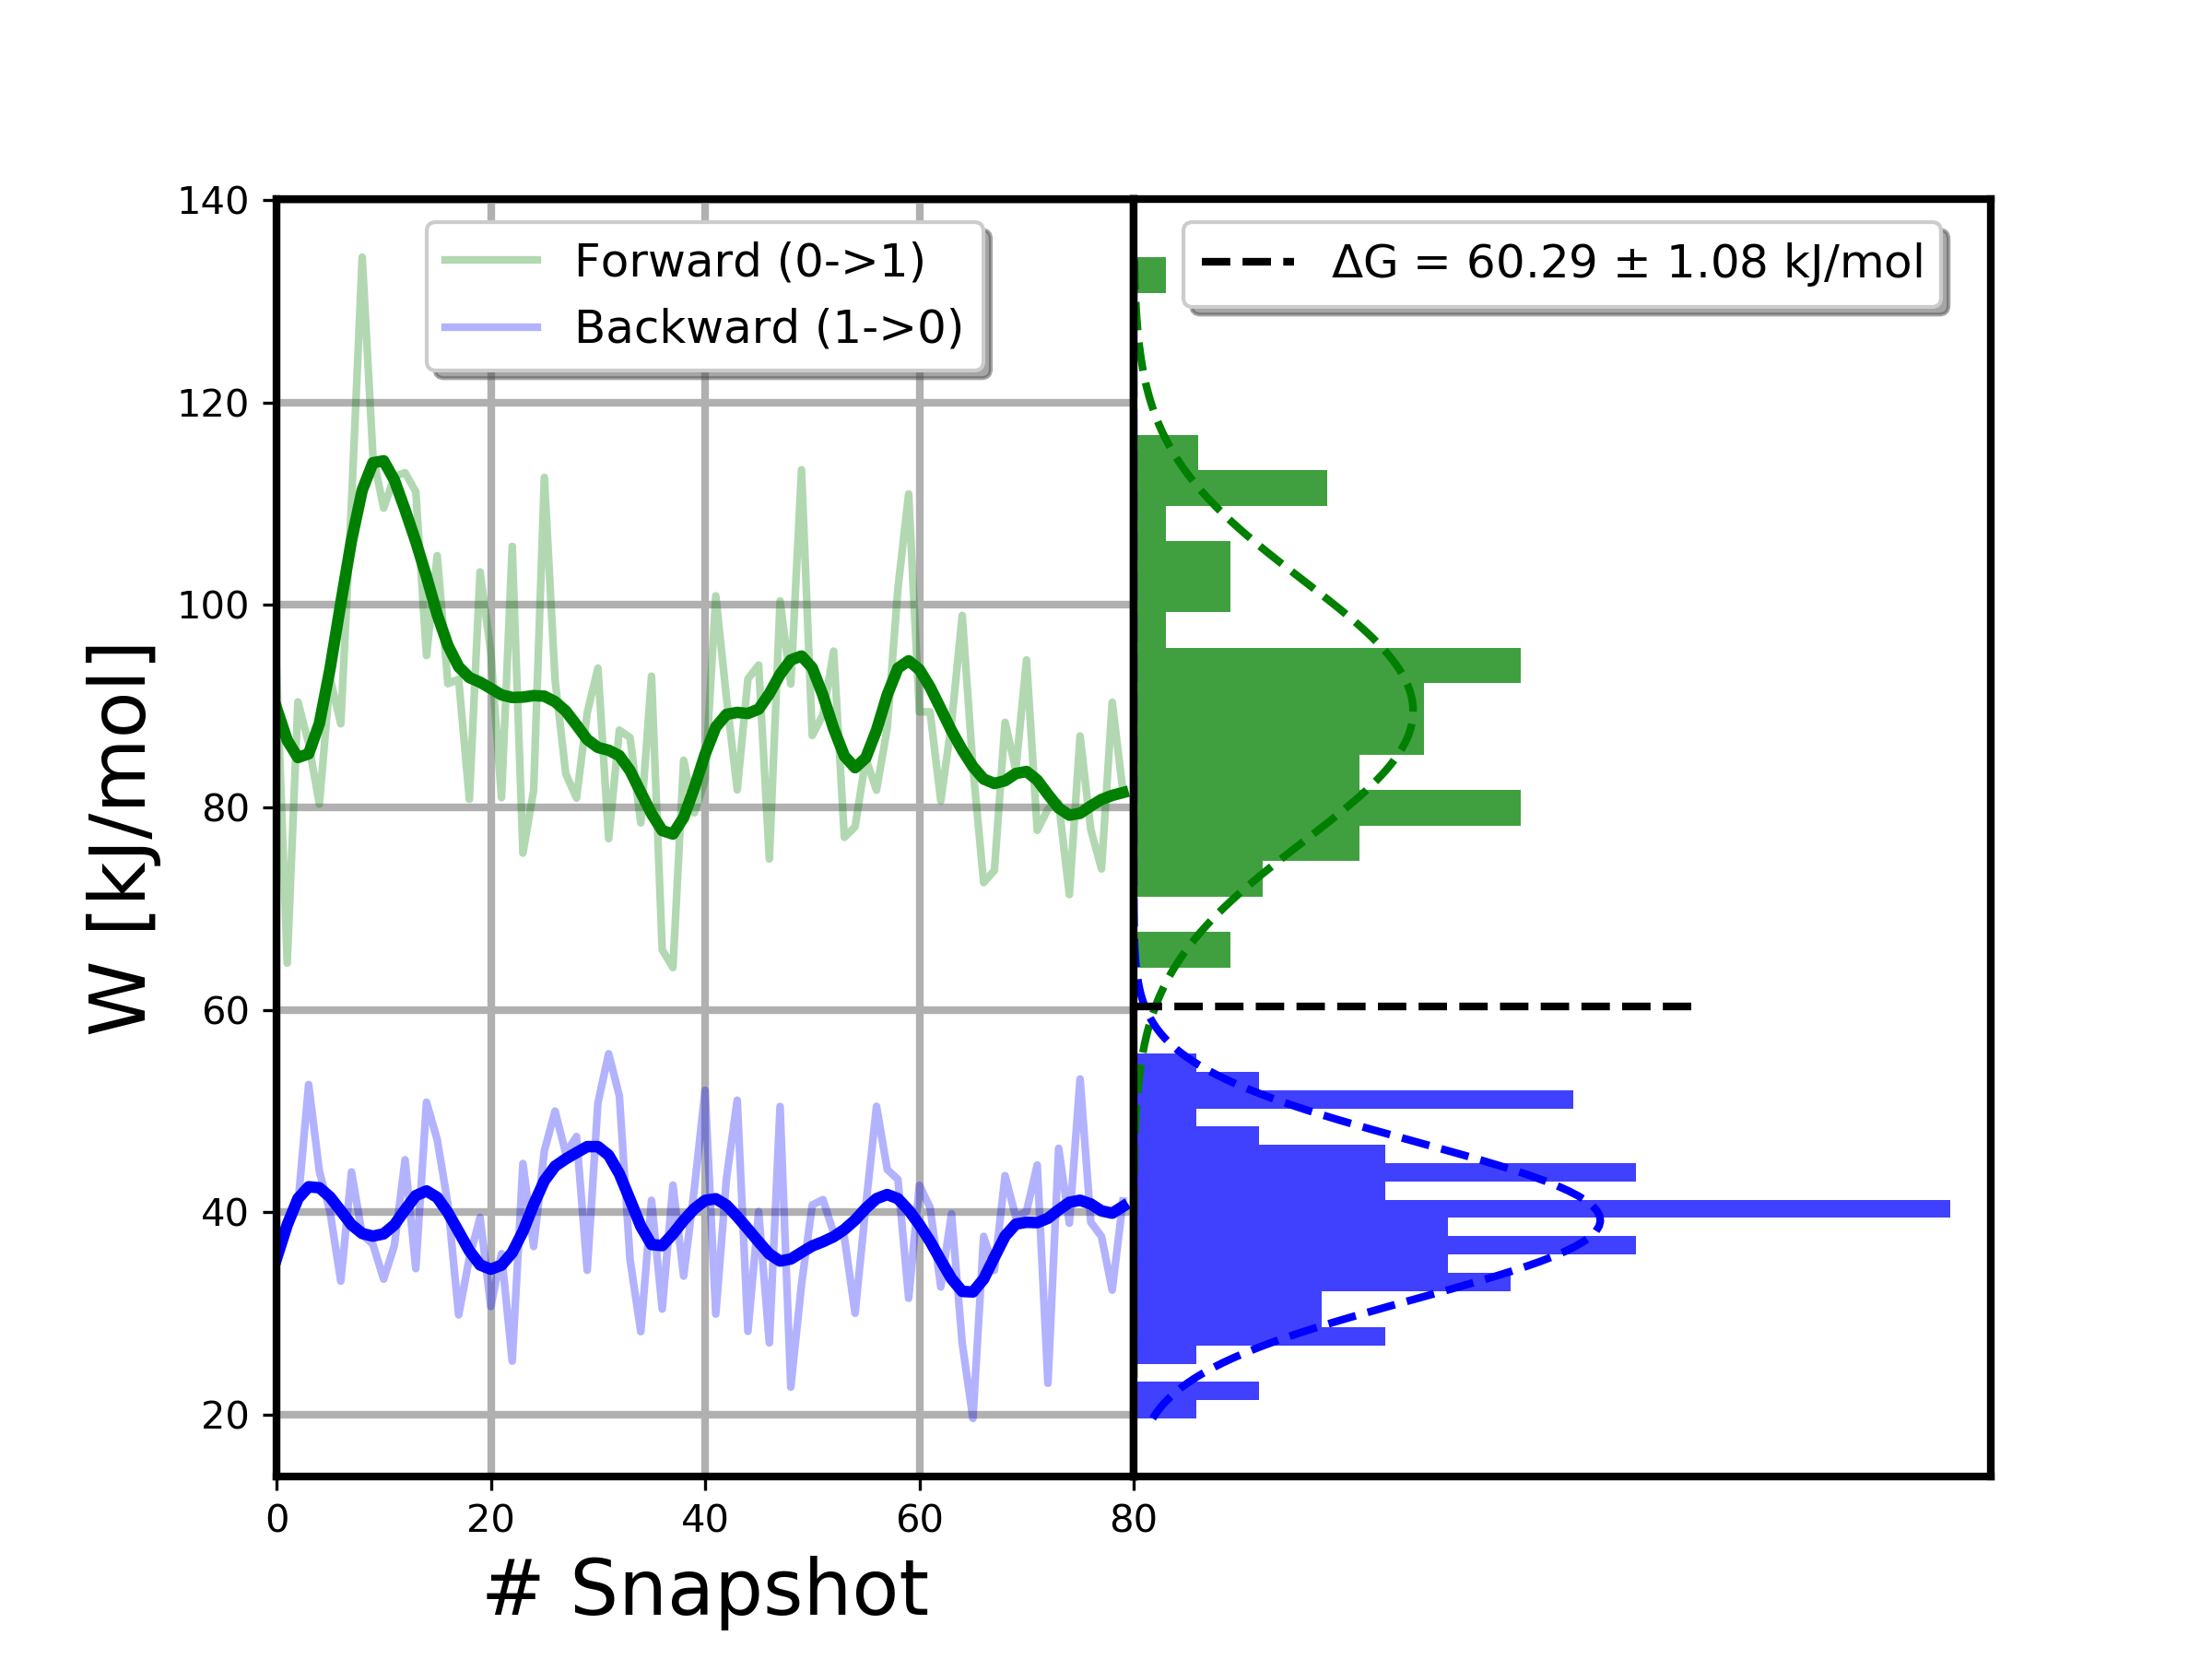 140
120
100
80
60
40
20
W [kJ/mol]
Forward (0->1)
Backward (1->0)
ΔG = 60.29 ± 1.08 kJ/mol
0 20 40 60 80
# Snapshot